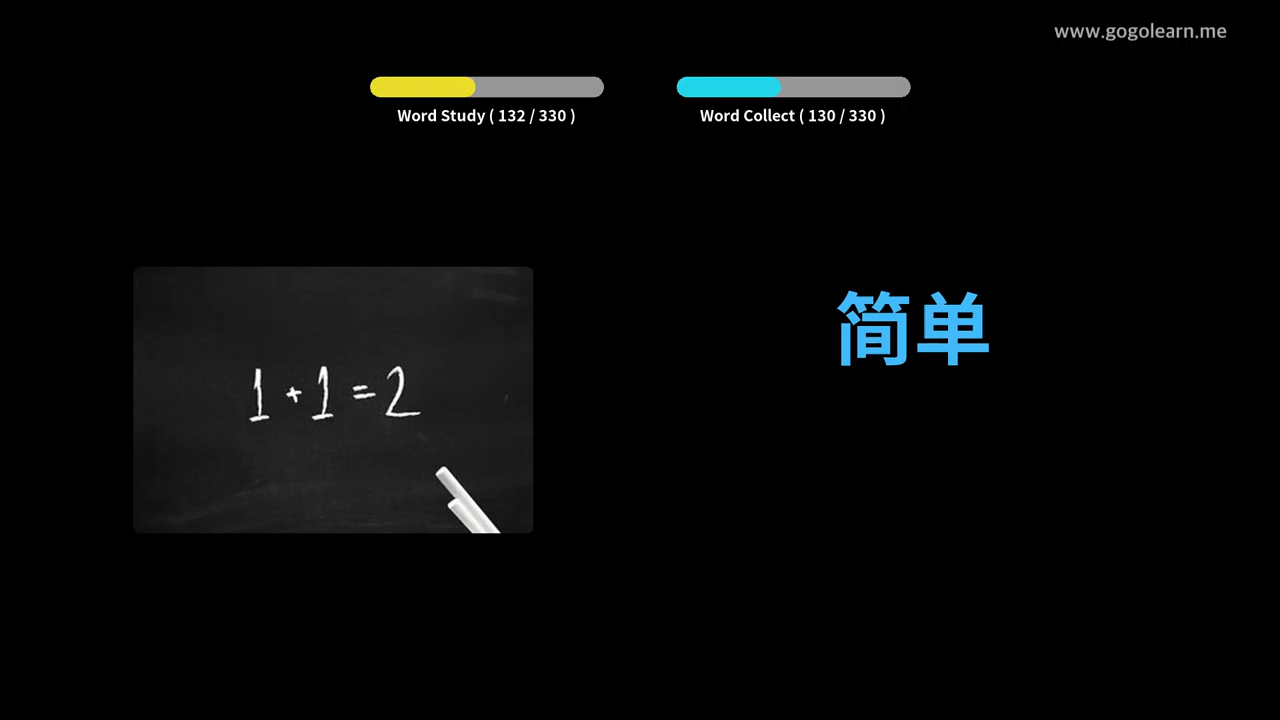 www.gogolearn.me
Word Study ( 132 / 330 )
Word Collect ( 130 / 330 )
简单
1 + 1 = 2